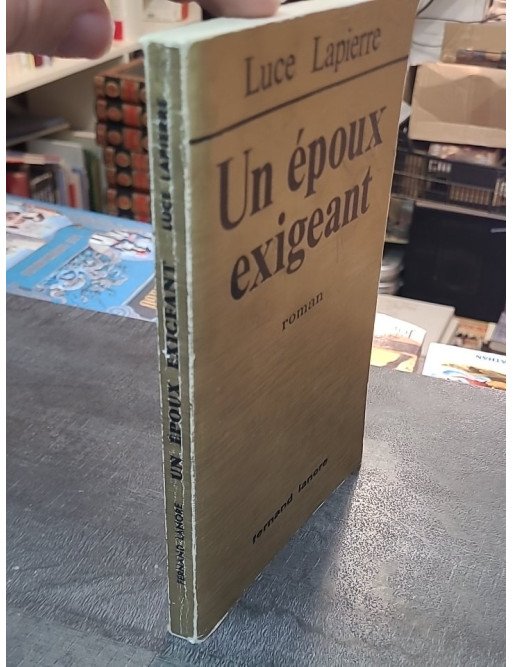 Luce Lapierre
Un époux
exigeant
roman
fernand lanore
FERNAND LANORE UN ÉPOUX EXIGEANT LUCE LAPIERRE